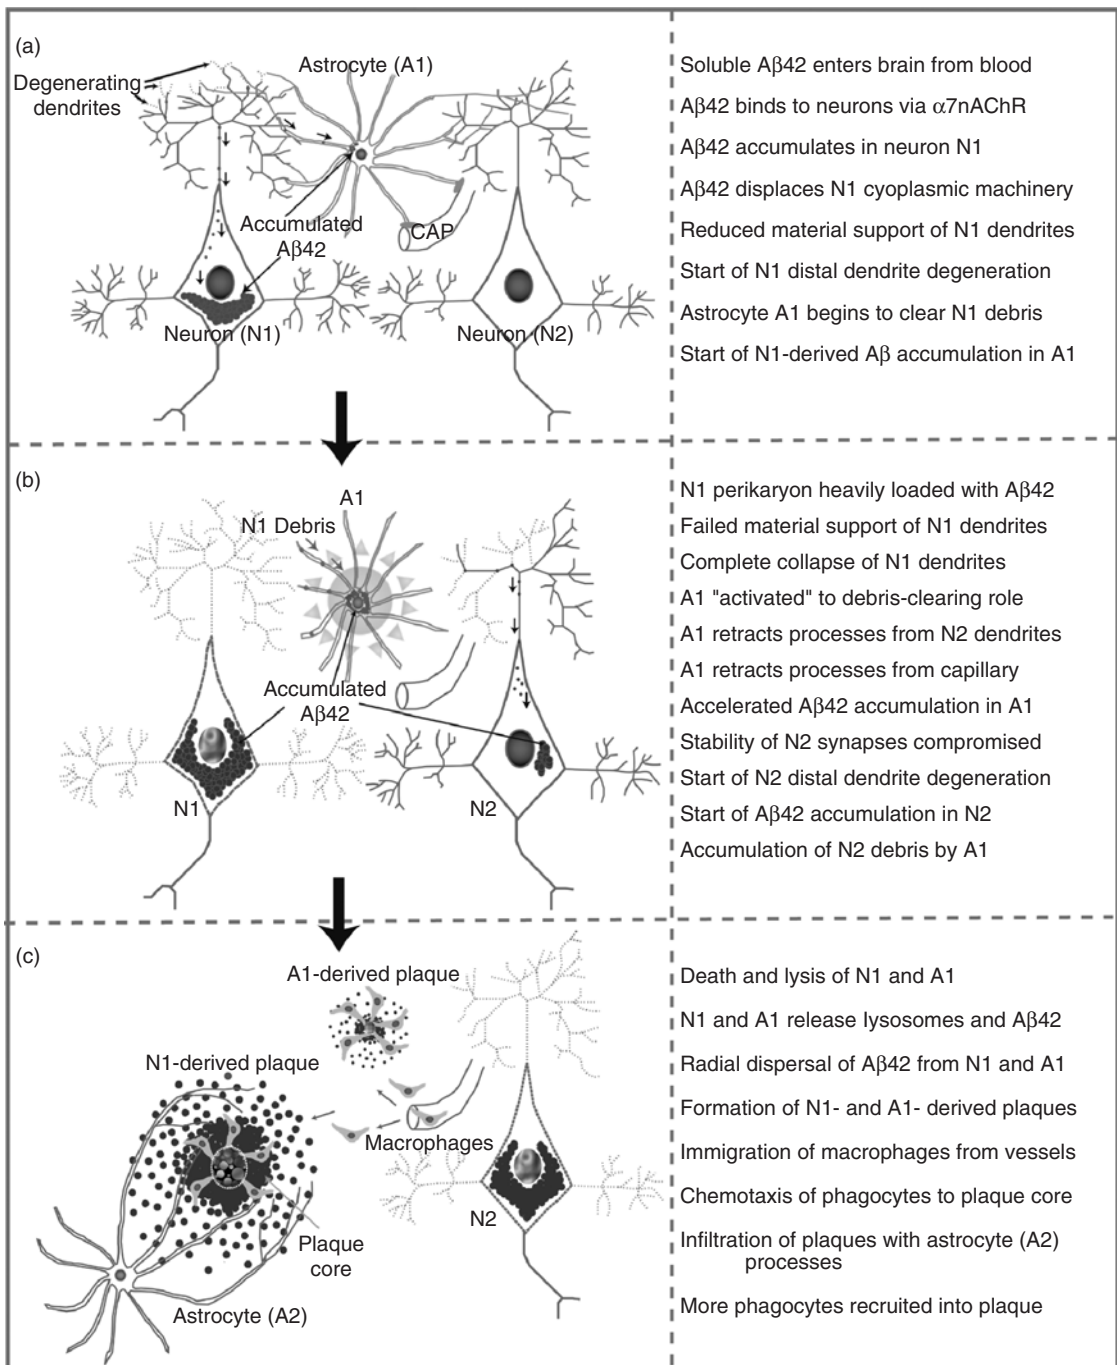 (a)
Degenerating
dendrites
Astrocyte (A1)
Accumulated
Aβ42
CAP
Neuron (N1)
Neuron (N2)
Soluble Aβ42 enters brain from blood
Aβ42 binds to neurons via α7nAChR
Aβ42 accumulates in neuron N1
Aβ42 displaces N1 cyoplasmic machinery
Reduced material support of N1 dendrites
Start of N1 distal dendrite degeneration
Astrocyte A1 begins to clear N1 debris
Start of N1-derived Aβ accumulation in A1
(b)
A1
N1 Debris
Accumulated
Aβ42
N1
N2
N1 perikaryon heavily loaded with Aβ42
Failed material support of N1 dendrites
Complete collapse of N1 dendrites
A1 "activated" to debris-clearing role
A1 retracts processes from N2 dendrites
A1 retracts processes from capillary
Accelerated Aβ42 accumulation in A1
Stability of N2 synapses compromised
Start of N2 distal dendrite degeneration
Start of Aβ42 accumulation in N2
Accumulation of N2 debris by A1
(c)
A1-derived plaque
N1-derived plaque
Macrophages
N2
Plaque
core
Astrocyte (A2)
Death and lysis of N1 and A1
N1 and A1 release lysosomes and Aβ42
Radial dispersal of Aβ42 from N1 and A1
Formation of N1- and A1- derived plaques
Immigration of macrophages from vessels
Chemotaxis of phagocytes to plaque core
Infiltration of plaques with astrocyte (A2)
processes
More phagocytes recruited into plaque